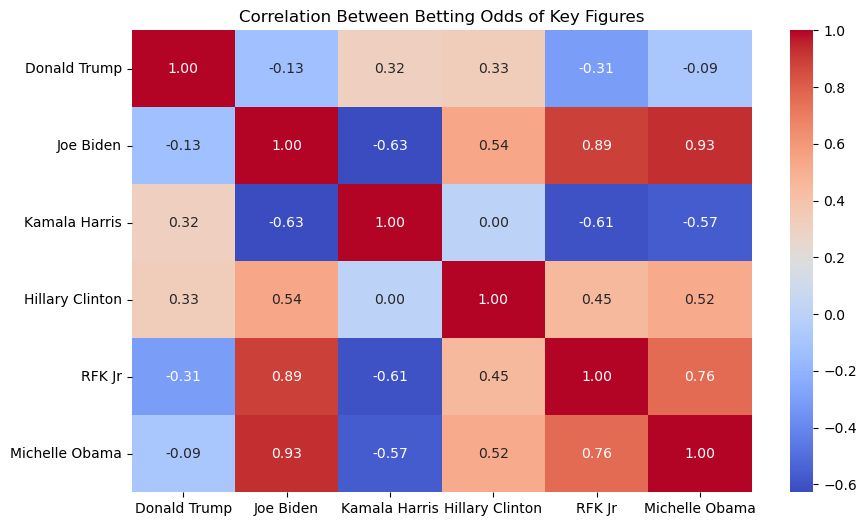 Correlation Between Betting Odds of Key Figures
Donald Trump 1.00 -0.13 0.32 0.33 -0.31 -0.09
Joe Biden -0.13 1.00 -0.63 0.54 0.89 0.93
Kamala Harris 0.32 -0.63 1.00 0.00 -0.61 -0.57
Hillary Clinton 0.33 0.54 0.00 1.00 0.45 0.52
RFK Jr -0.31 0.89 -0.61 0.45 1.00 0.76
Michelle Obama -0.09 0.93 -0.57 0.52 0.76 1.00
Donald Trump Joe Biden Kamala Harris Hillary Clinton RFK Jr Michelle Obama
1.0
0.8
0.6
0.4
0.2
0.0
−0.2
−0.4
−0.6